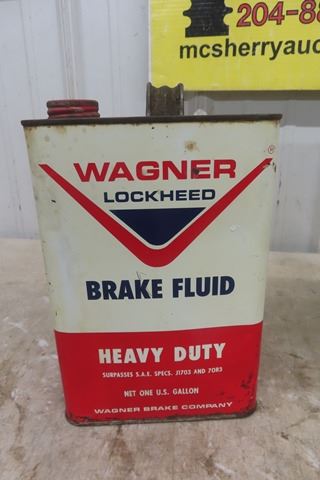 204-88
mcsherryauc
WAGNER
®
LOCKHEED
BRAKE FLUID
HEAVY DUTY
SURPASSES S.A.E. SPECS. J1703 AND 70R3
NET ONE U.S. GALLON
WAGNER BRAKE COMPANY